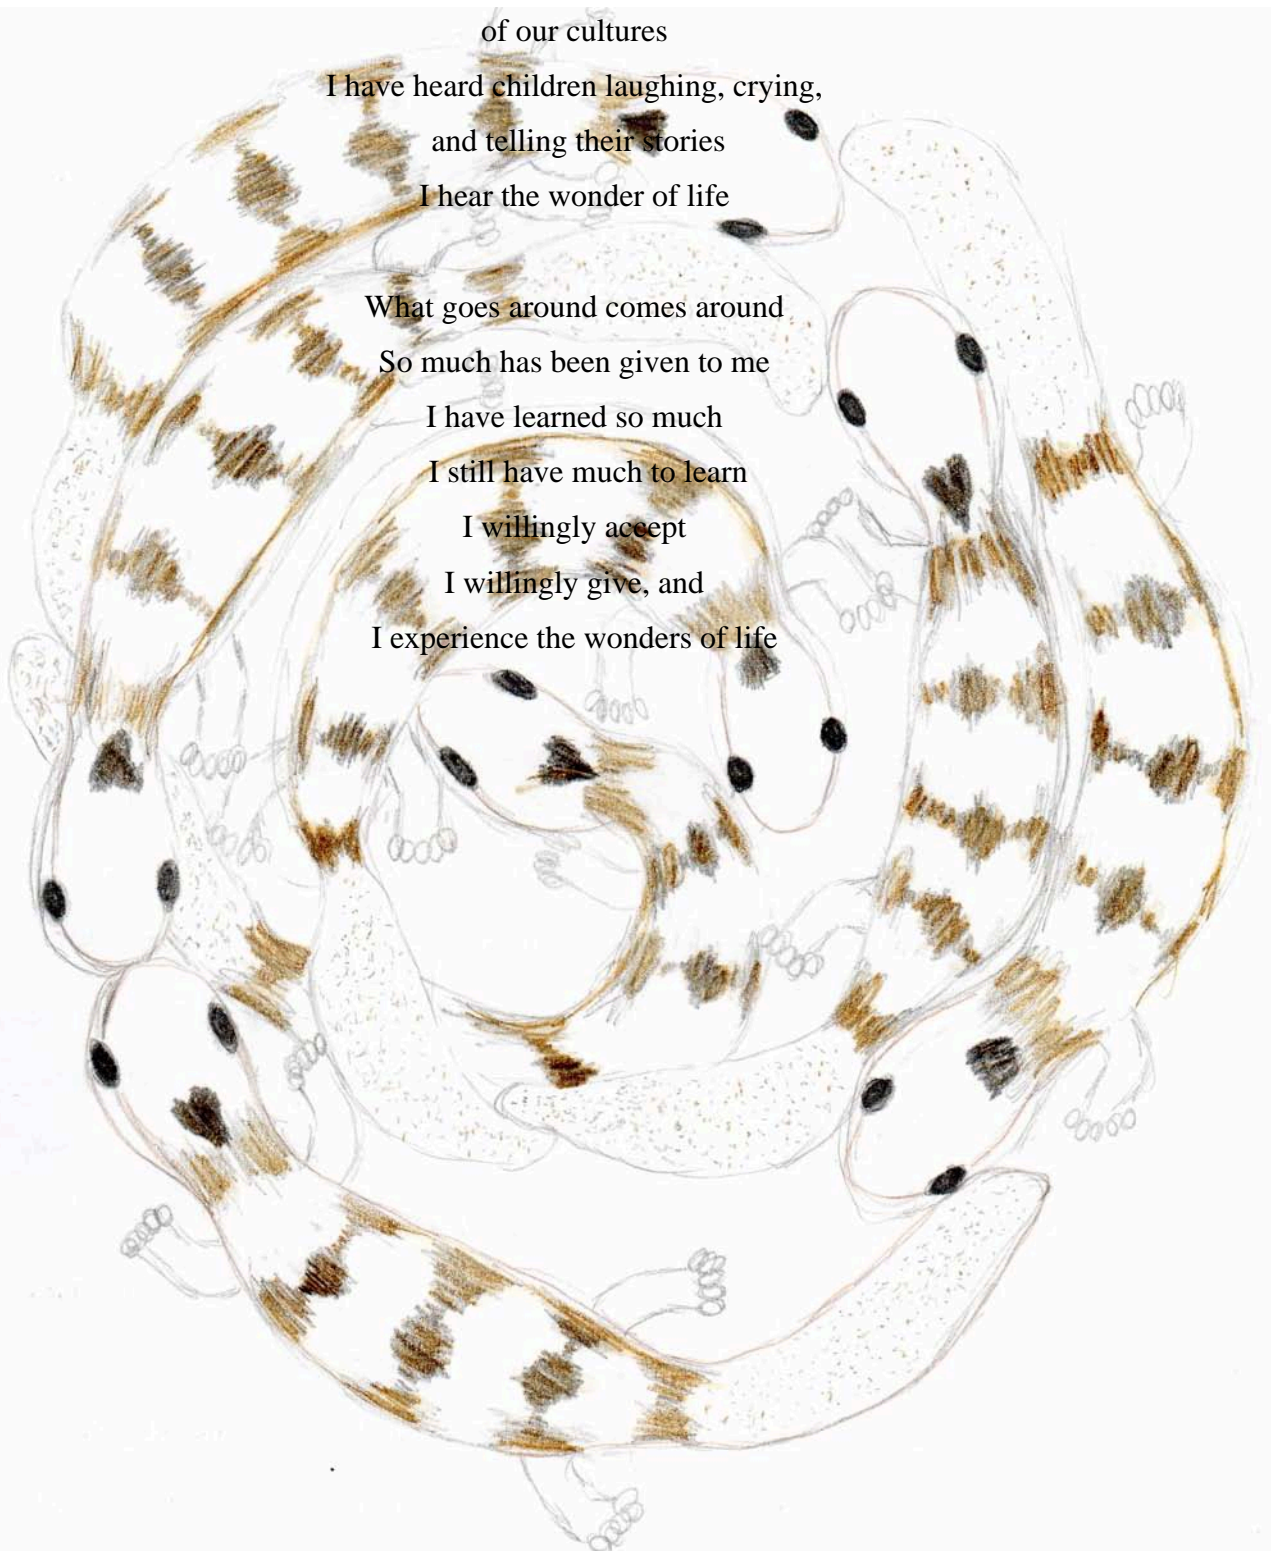 of our cultures
I have heard children laughing, crying,
and telling their stories
I hear the wonder of life
What goes around comes around
So much has been given to me
I have learned so much
I still have much to learn
I willingly accept
I willingly give, and
I experience the wonders of life